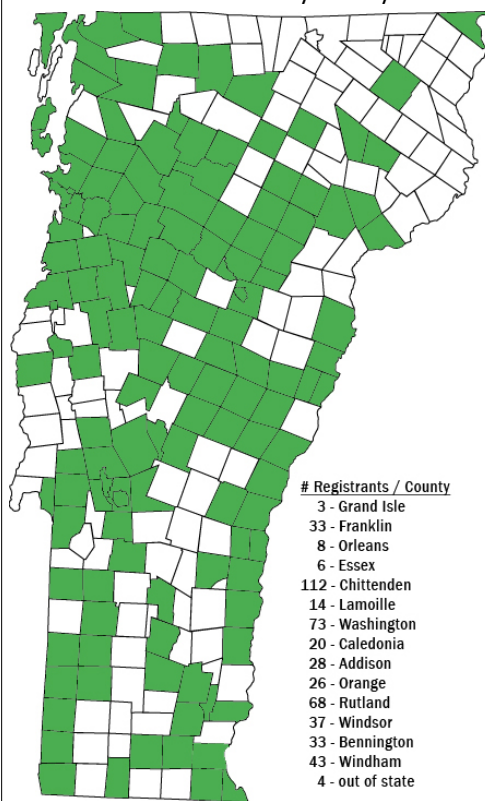 # Registrants / County
3 - Grand Isle
33 - Franklin
8 - Orleans
6 - Essex
112 - Chittenden
14 - Lamoille
73 - Washington
20 - Caledonia
28 - Addison
26 - Orange
68 - Rutland
37 - Windsor
33 - Bennington
43 - Windham
4 - out of state